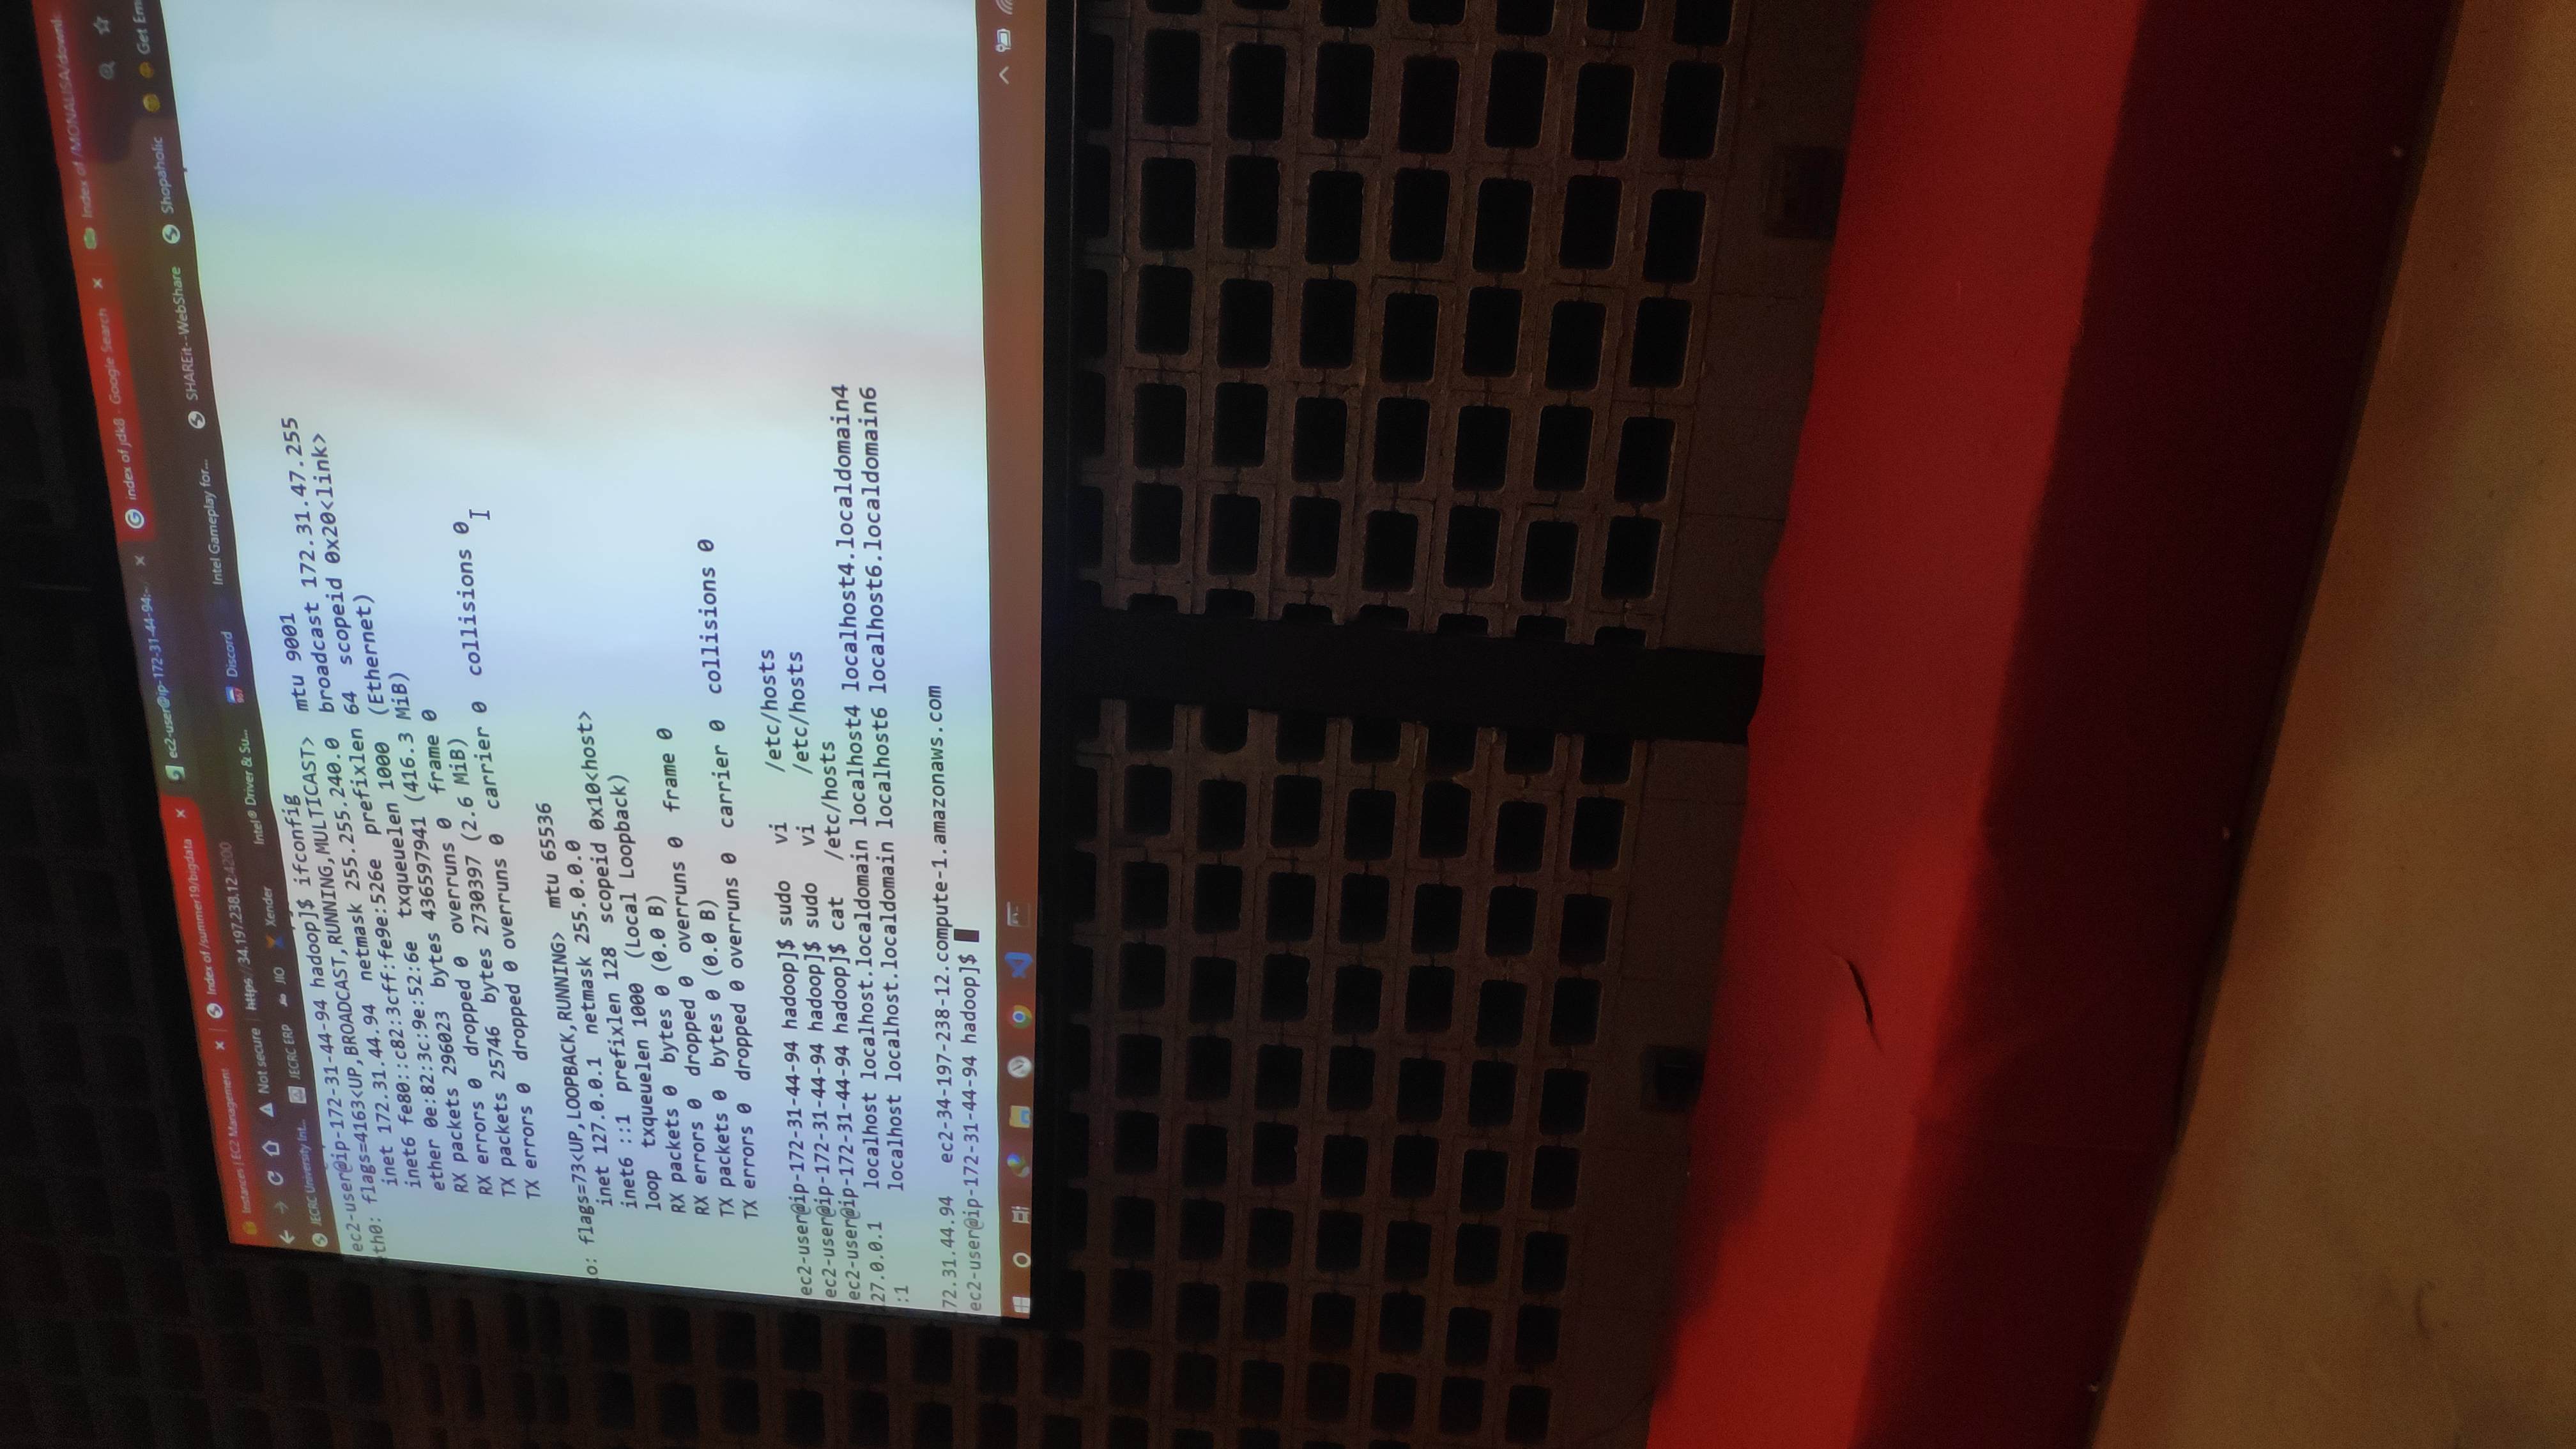 Instances | EC2 Management
Index of /summer19/bigdata
ec2-user@ip-172-31-44-94:~
index of jdk8 - Google Search
Index of /MONALISA/downl
Not secure
https://34.197.238.12:4200
JECRC University Int...
JECRC ERP
JIO
Xender
Intel® Driver & Su...
Discord
Intel Gameplay for...
SHAREit--WebShare
Shopaholic
Get Em
ec2-user@ip-172-31-44-94 hadoop]$ ifconfig
th0: flags=4163<UP,BROADCAST,RUNNING,MULTICAST>  mtu 9001
inet 172.31.44.94  netmask 255.255.240.0  broadcast 172.31.47.255
inet6 fe80::c82:3cff:fe9e:526e  prefixlen 64  scopeid 0x20<link>
ether 0e:82:3c:9e:52:6e  txqueuelen 1000  (Ethernet)
RX packets 296023  bytes 436597941 (416.3 MiB)
RX errors 0  dropped 0  overruns 0  frame 0
TX packets 25746  bytes 2730397 (2.6 MiB)
TX errors 0  dropped 0 overruns 0  carrier 0  collisions 0
o: flags=73<UP,LOOPBACK,RUNNING>  mtu 65536
inet 127.0.0.1  netmask 255.0.0.0
inet6 ::1  prefixlen 128  scopeid 0x10<host>
loop  txqueuelen 1000  (Local Loopback)
RX packets 0  bytes 0 (0.0 B)
RX errors 0  dropped 0  overruns 0  frame 0
TX packets 0  bytes 0 (0.0 B)
TX errors 0  dropped 0 overruns 0  carrier 0  collisions 0
ec2-user@ip-172-31-44-94 hadoop]$ sudo   vi    /etc/hosts
ec2-user@ip-172-31-44-94 hadoop]$ sudo   vi    /etc/hosts
ec2-user@ip-172-31-44-94 hadoop]$ cat   /etc/hosts
27.0.0.1   localhost localhost.localdomain localhost4 localhost4.localdomain4
:1         localhost localhost.localdomain localhost6 localhost6.localdomain6
72.31.44.94   ec2-34-197-238-12.compute-1.amazonaws.com
ec2-user@ip-172-31-44-94 hadoop]$